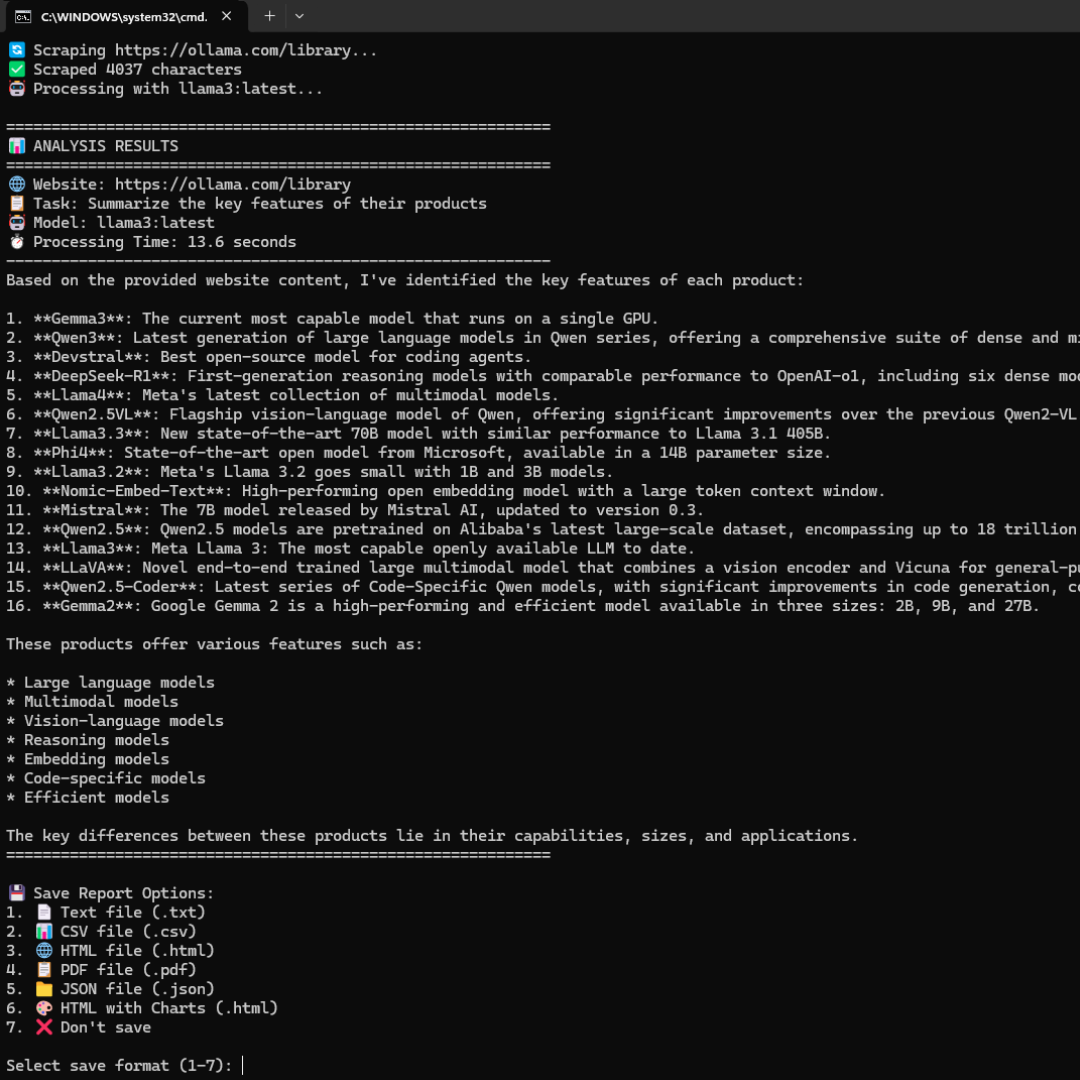 C:\WINDOWS\system32\cmd.
Scraping https://ollama.com/library...
Scraped 4037 characters
Processing with llama3:latest...
============================================================
ANALYSIS RESULTS
============================================================
Website: https://ollama.com/library
Task: Summarize the key features of their products
Model: llama3:latest
Processing Time: 13.6 seconds
------------------------------------------------------------
Based on the provided website content, I've identified the key features of each product:
1. **Gemma3**: The current most capable model that runs on a single GPU.
2. **Qwen3**: Latest generation of large language models in Qwen series, offering a comprehensive suite of dense and mi
3. **Devstral**: Best open-source model for coding agents.
4. **DeepSeek-R1**: First-generation reasoning models with comparable performance to OpenAI-o1, including six dense mod
5. **Llama4**: Meta's latest collection of multimodal models.
6. **Qwen2.5VL**: Flagship vision-language model of Qwen, offering significant improvements over the previous Qwen2-VL
7. **Llama3.3**: New state-of-the-art 70B model with similar performance to Llama 3.1 405B.
8. **Phi4**: State-of-the-art open model from Microsoft, available in a 14B parameter size.
9. **Llama3.2**: Meta's Llama 3.2 goes small with 1B and 3B models.
10. **Nomic-Embed-Text**: High-performing open embedding model with a large token context window.
11. **Mistral**: The 7B model released by Mistral AI, updated to version 0.3.
12. **Qwen2.5**: Qwen2.5 models are pretrained on Alibaba's latest large-scale dataset, encompassing up to 18 trillion
13. **Llama3**: Meta Llama 3: The most capable openly available LLM to date.
14. **LLaVA**: Novel end-to-end trained large multimodal model that combines a vision encoder and Vicuna for general-pu
15. **Qwen2.5-Coder**: Latest series of Code-Specific Qwen models, with significant improvements in code generation, co
16. **Gemma2**: Google Gemma 2 is a high-performing and efficient model available in three sizes: 2B, 9B, and 27B.
These products offer various features such as:
* Large language models
* Multimodal models
* Vision-language models
* Reasoning models
* Embedding models
* Code-specific models
* Efficient models
The key differences between these products lie in their capabilities, sizes, and applications.
============================================================
Save Report Options:
1. Text file (.txt)
2. CSV file (.csv)
3. HTML file (.html)
4. PDF file (.pdf)
5. JSON file (.json)
6. HTML with Charts (.html)
7. Don't save
Select save format (1-7):